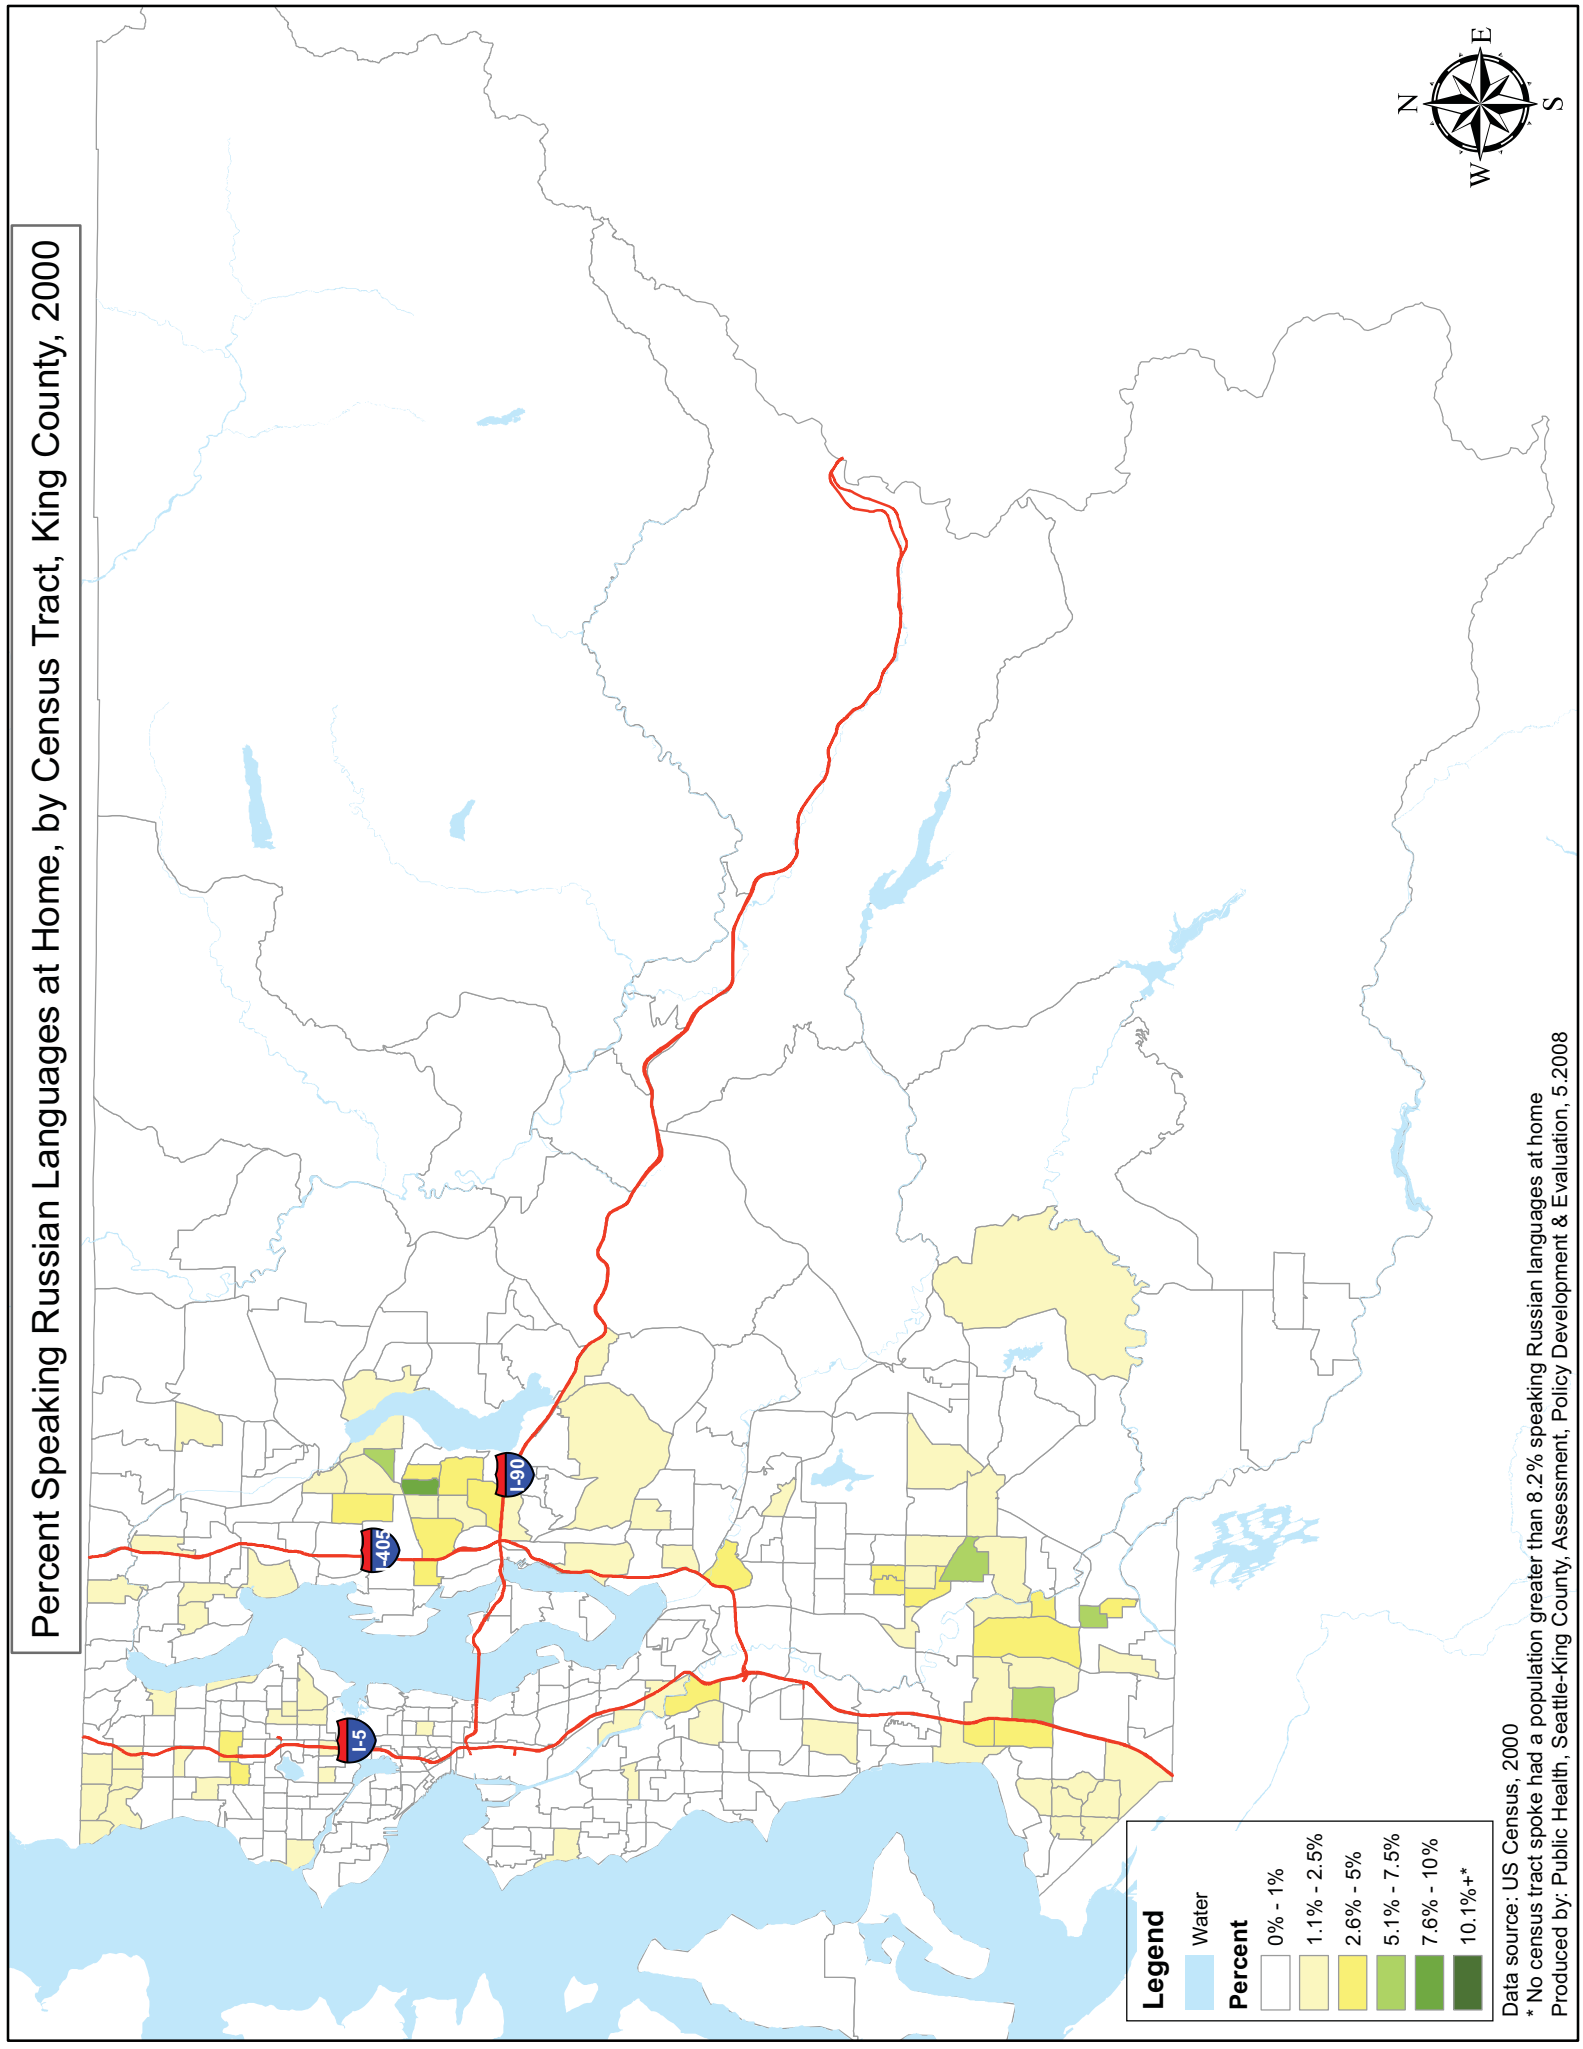 Percent Speaking Russian Languages at Home, by Census Tract, King County, 2000
N
W
E
S
I-5
I-405
I-90
Legend
Water
Percent
0% - 1%
1.1% - 2.5%
2.6% - 5%
5.1% - 7.5%
7.6% - 10%
10.1%+*
Data source: US Census, 2000
* No census tract spoke had a population greater than 8.2% speaking Russian languages at home
Produced by: Public Health, Seattle-King County, Assessment, Policy Development & Evaluation, 5.2008